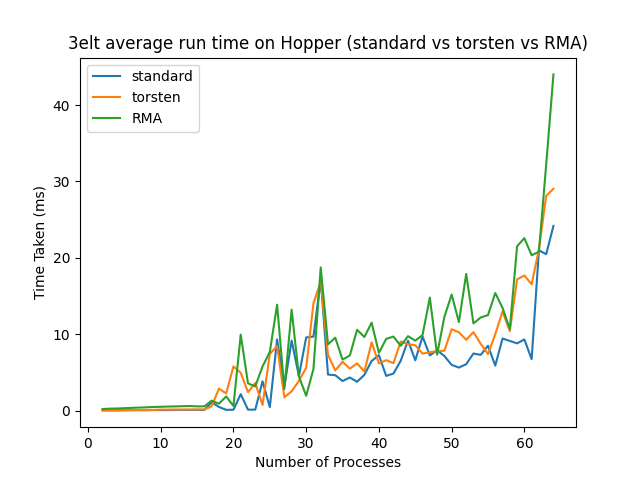 3elt average run time on Hopper (standard vs torsten vs RMA)
standard
torsten
RMA
Time Taken (ms)
40
30
20
10
0
0 10 20 30 40 50 60
Number of Processes